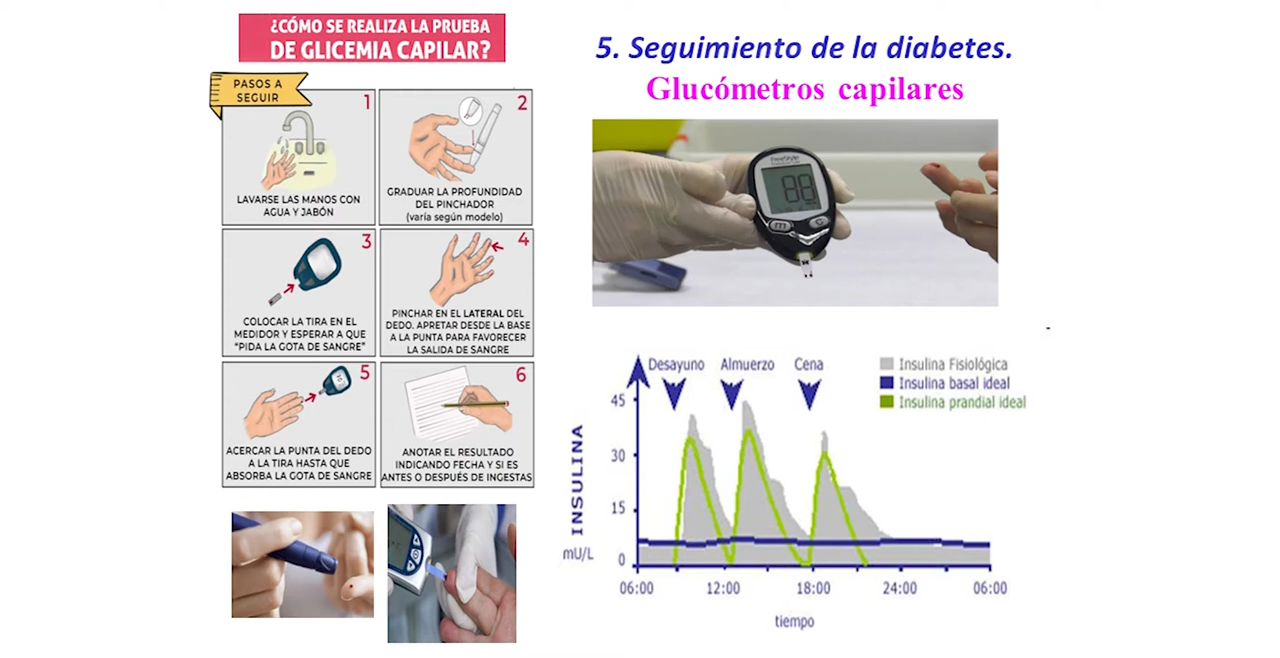 ¿CÓMO SE REALIZA LA PRUEBA
DE GLICEMIA CAPILAR?
PASOS A
SEGUIR
1
LAVARSE LAS MANOS CON
AGUA Y JABÓN
2
GRADUAR LA PROFUNDIDAD
DEL PINCHADOR
(varía según modelo)
3
COLOCAR LA TIRA EN EL
MEDIDOR Y ESPERAR A QUE
“PIDA LA GOTA DE SANGRE”
4
PINCHAR EN EL LATERAL DEL
DEDO. APRETAR DESDE LA BASE
A LA PUNTA PARA FAVORECER
LA SALIDA DE SANGRE
5
ACERCAR LA PUNTA DEL DEDO
A LA TIRA HASTA QUE
ABSORBA LA GOTA DE SANGRE
6
ANOTAR EL RESULTADO
INDICANDO FECHA Y SI ES
ANTES O DESPUÉS DE INGESTAS
5. Seguimiento de la diabetes.
Glucómetros capilares
FreeStyle
88
m
Desayuno Almuerzo Cena
Insulina Fisiológica
Insulina basal ideal
Insulina prandial ideal
INSULINA
mU/L
45
30
15
0
06:00 12:00 18:00 24:00 06:00
tiempo